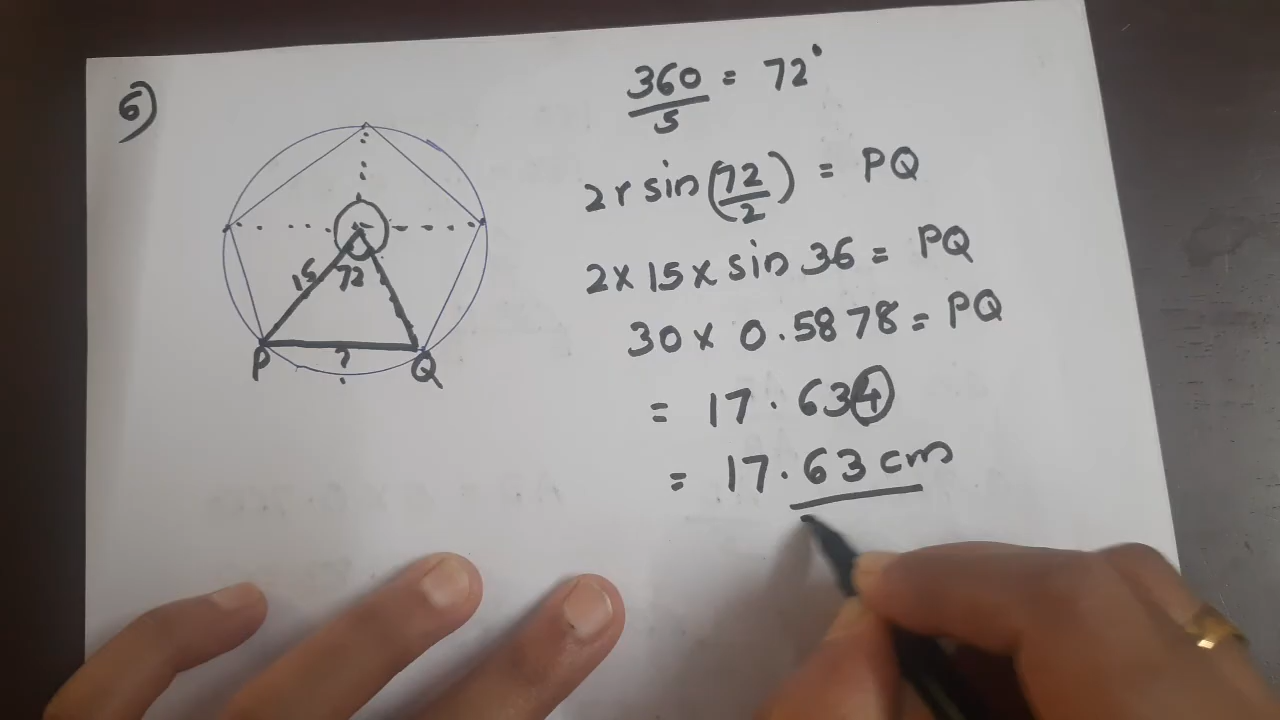 6)
360/5 = 72°
2r sin(72/2) = PQ
2 x 15 x sin 36 = PQ
30 x 0.5878 = PQ
= 17.634
= 17.63 cm
15
72
P ? Q